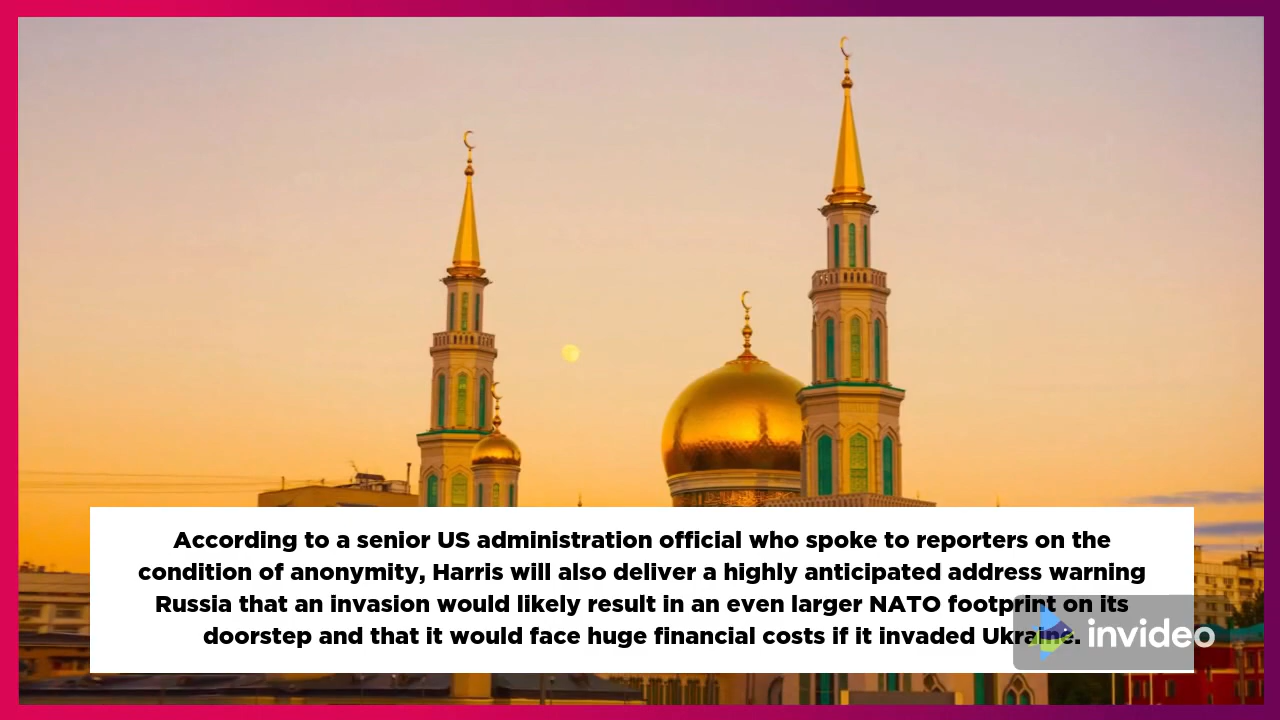 According to a senior US administration official who spoke to reporters on the
condition of anonymity, Harris will also deliver a highly anticipated address warning
Russia that an invasion would likely result in an even larger NATO footprint on its
doorstep and that it would face huge financial costs if it invaded Ukraine.
invideo